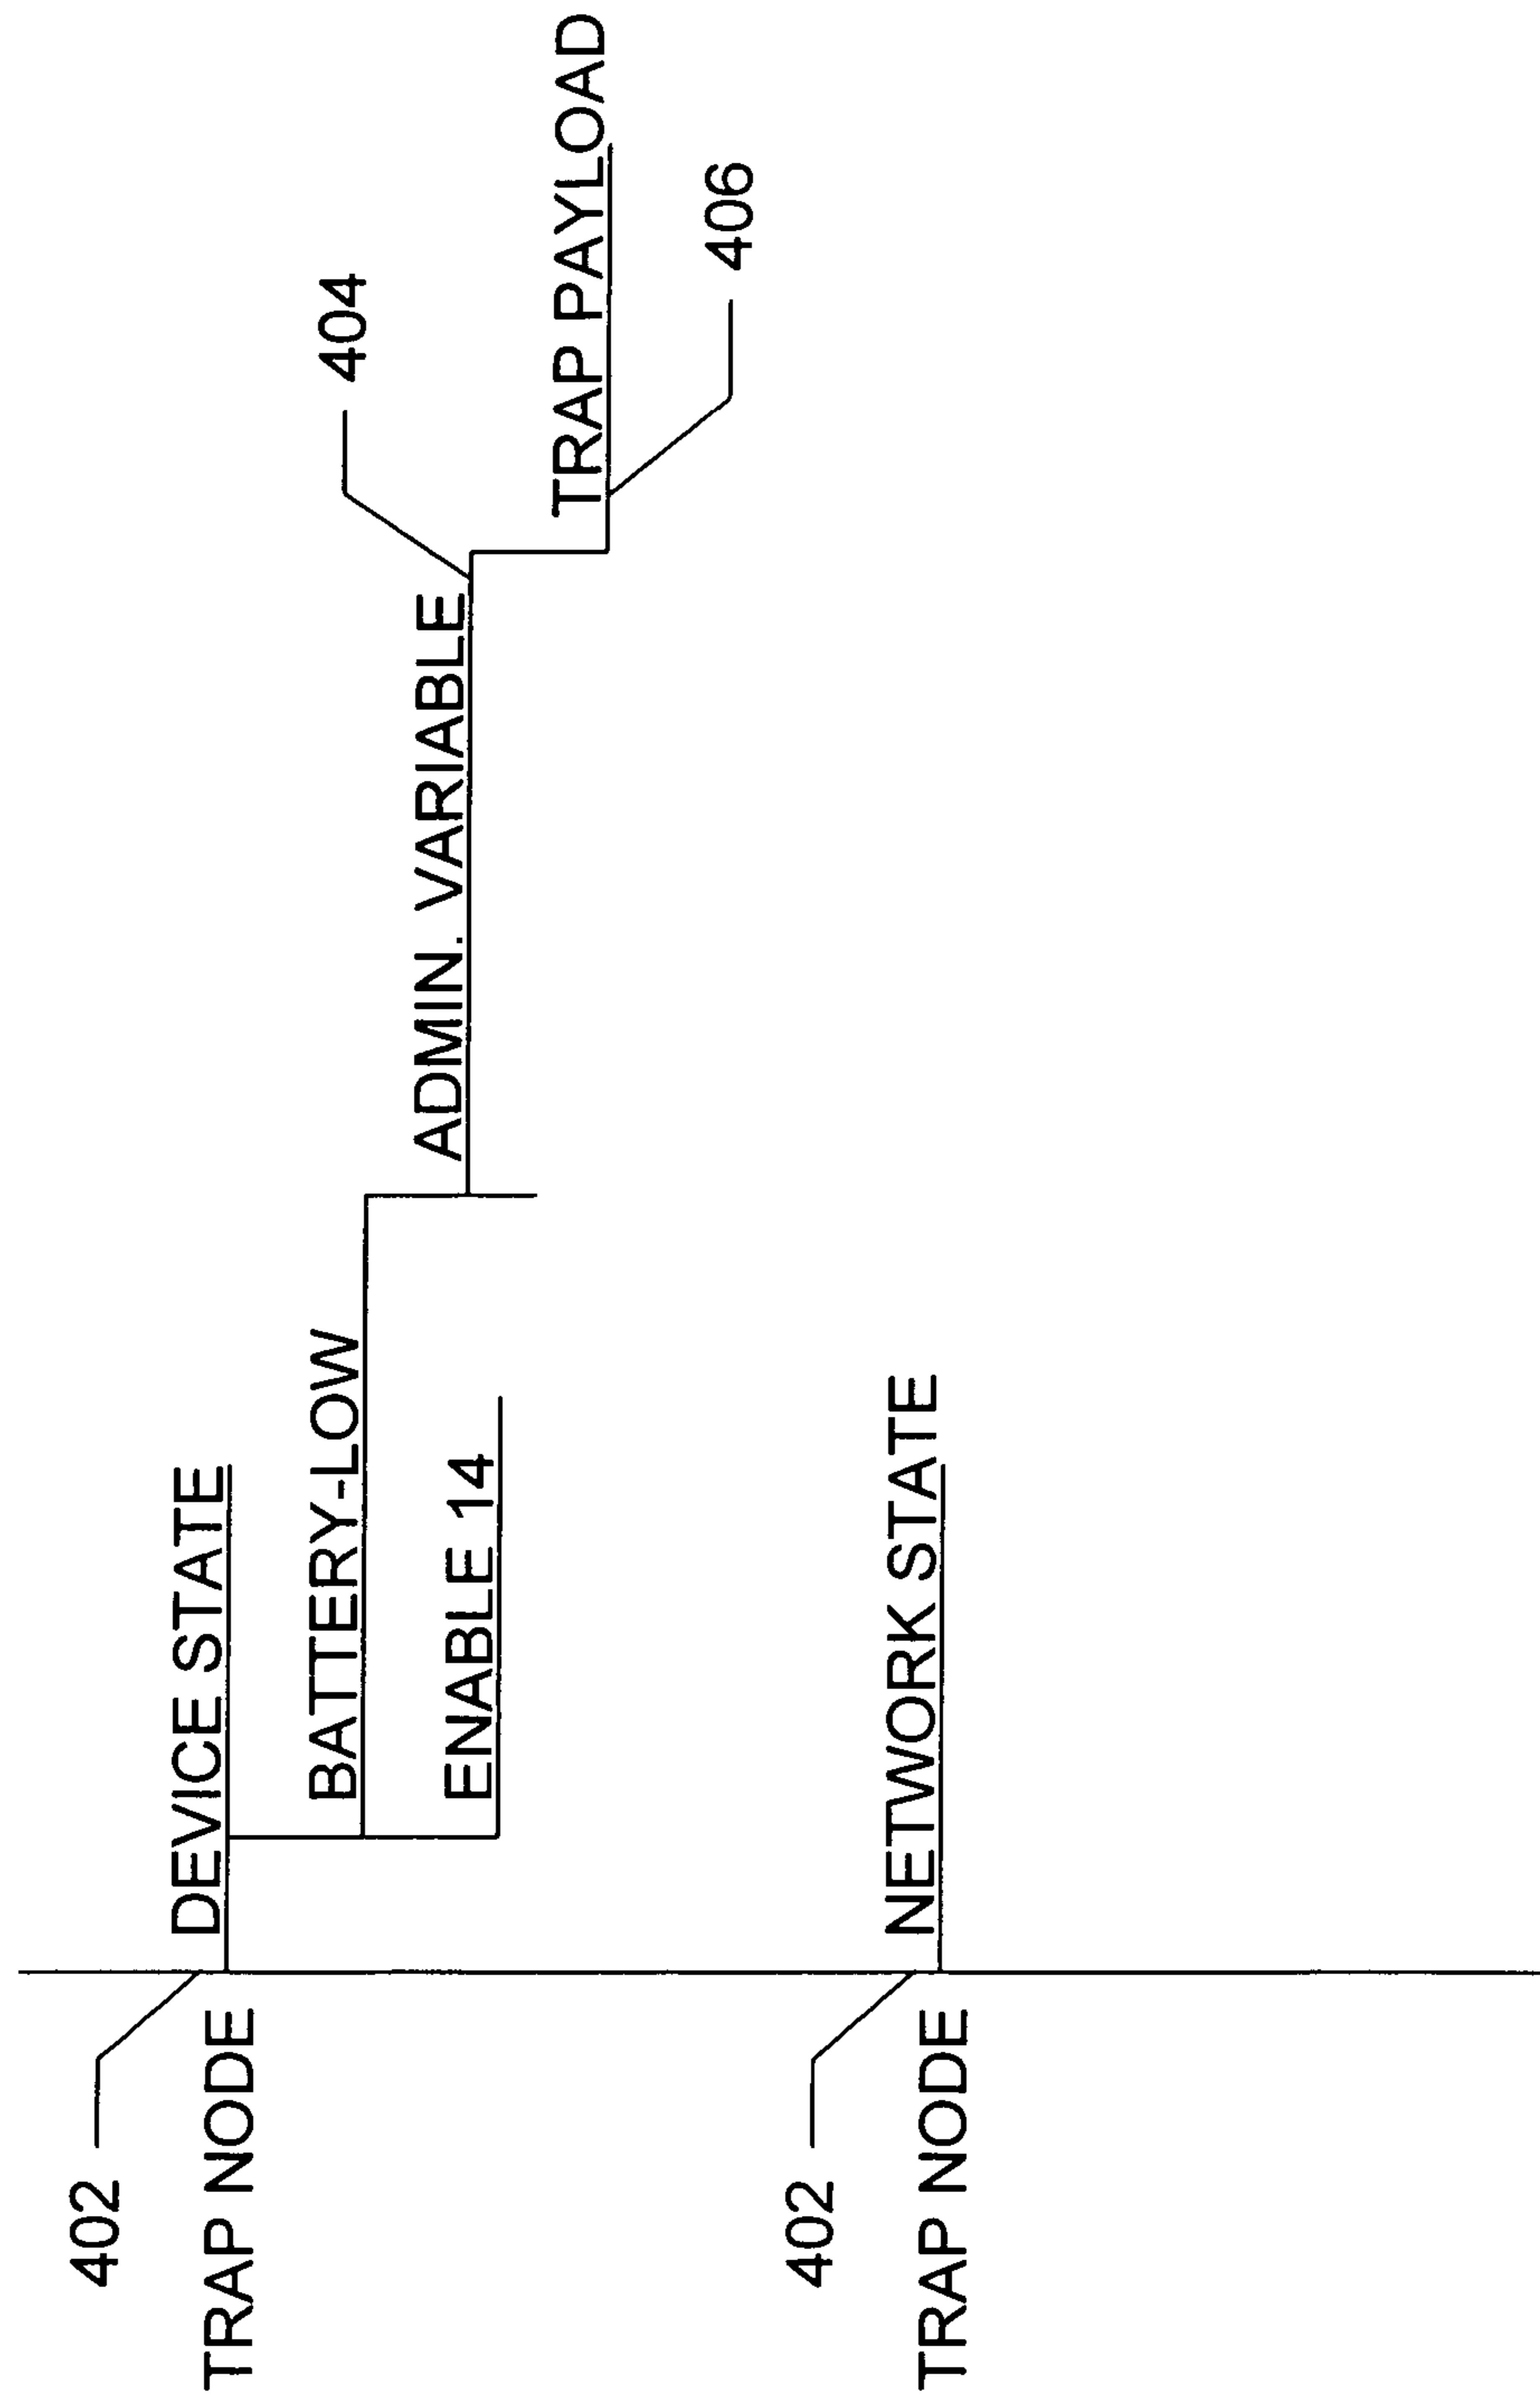 402
TRAP NODE
DEVICE STATE
BATTERY-LOW
ENABLE 14
ADMIN. VARIABLE
404
TRAP PAYLOAD
406
402
TRAP NODE
NETWORK STATE